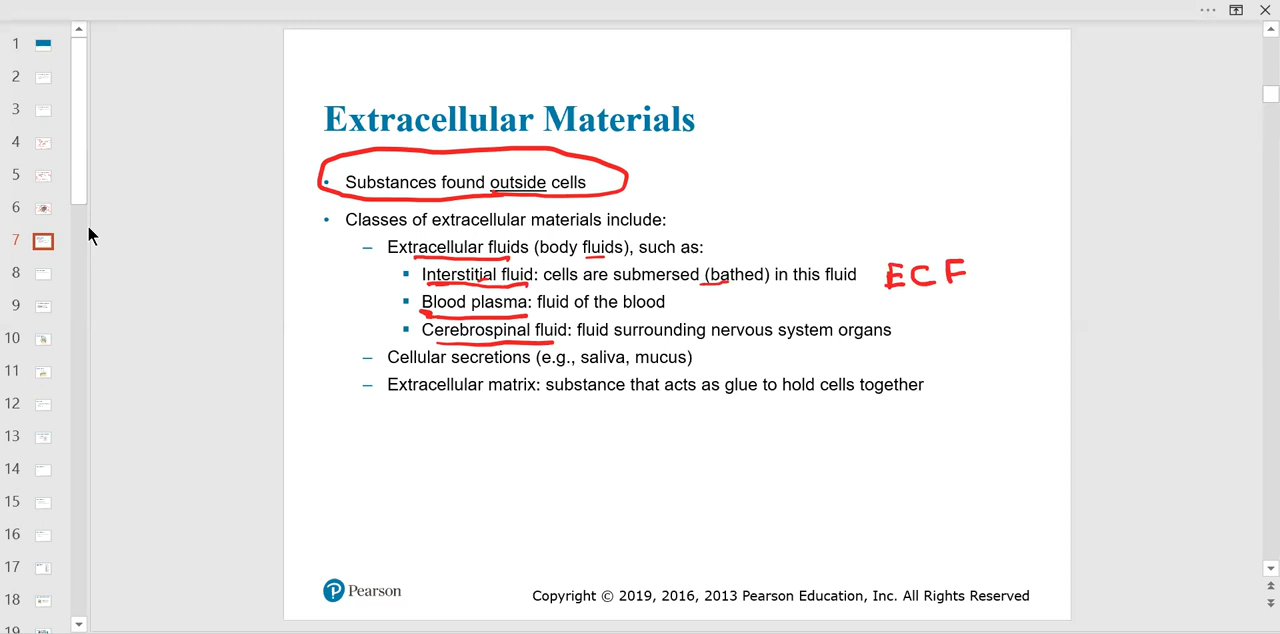 1
2
3
4
5
6
7
8
9
10
11
12
13
14
15
16
17
18
19
Extracellular Materials
• Substances found outside cells
• Classes of extracellular materials include:
– Extracellular fluids (body fluids), such as:
▪ Interstitial fluid: cells are submersed (bathed) in this fluid ECF
▪ Blood plasma: fluid of the blood
▪ Cerebrospinal fluid: fluid surrounding nervous system organs
– Cellular secretions (e.g., saliva, mucus)
– Extracellular matrix: substance that acts as glue to hold cells together
P Pearson
Copyright © 2019, 2016, 2013 Pearson Education, Inc. All Rights Reserved